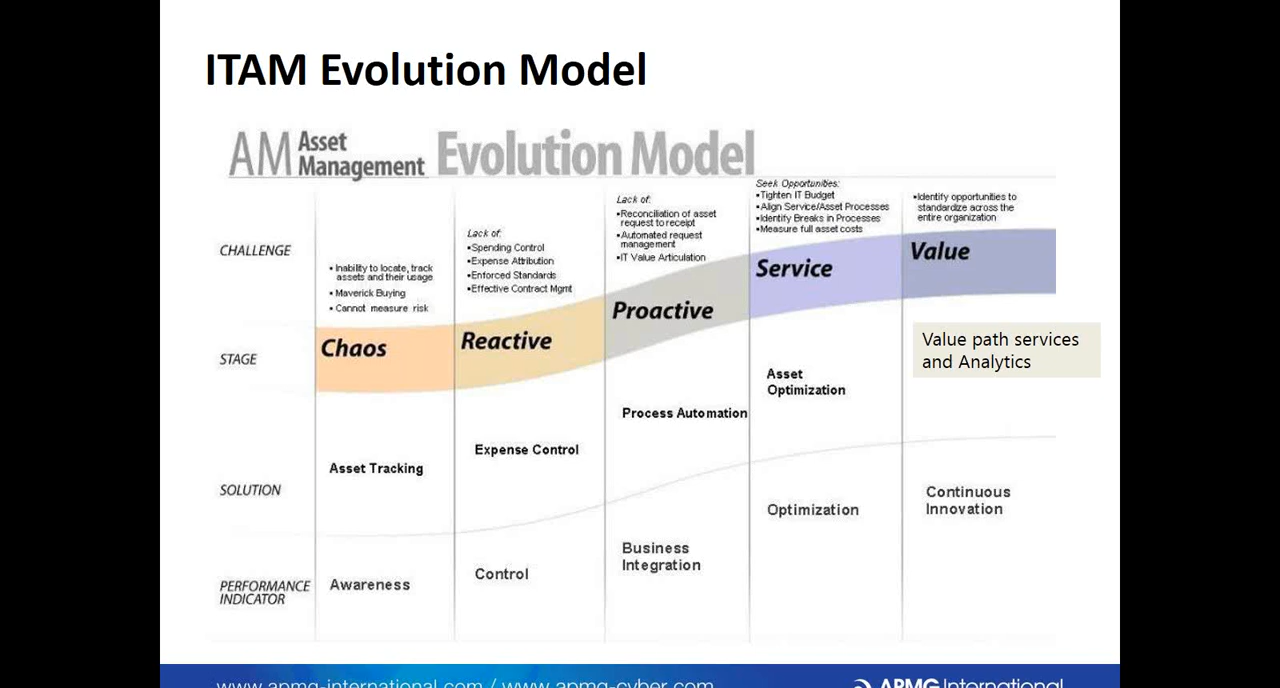 ITAM Evolution Model
AM Asset Management Evolution Model
CHALLENGE
▪Inability to locate, track
assets and their usage
▪Maverick Buying
▪Cannot measure risk
Lack of:
▪Spending Control
▪Expense Attribution
▪Enforced Standards
▪Effective Contract Mgmt
Lack of:
▪Reconciliation of asset
request to receipt
▪Automated request
management
▪IT Value Articulation
Seek Opportunities:
▪Tighten IT Budget
▪Align Service/Asset Processes
▪Identify Breaks in Processes
▪Measure full asset costs
▪Identify opportunities to
standardize across the
entire organization
STAGE
Chaos
Reactive
Proactive
Service
Value
SOLUTION
Asset Tracking
Expense Control
Process Automation
Asset
Optimization
Value path services
and Analytics
PERFORMANCE
INDICATOR
Awareness
Control
Business
Integration
Optimization
Continuous
Innovation
www.apmg-international.com / www.apmg-cyber.com
APMG International